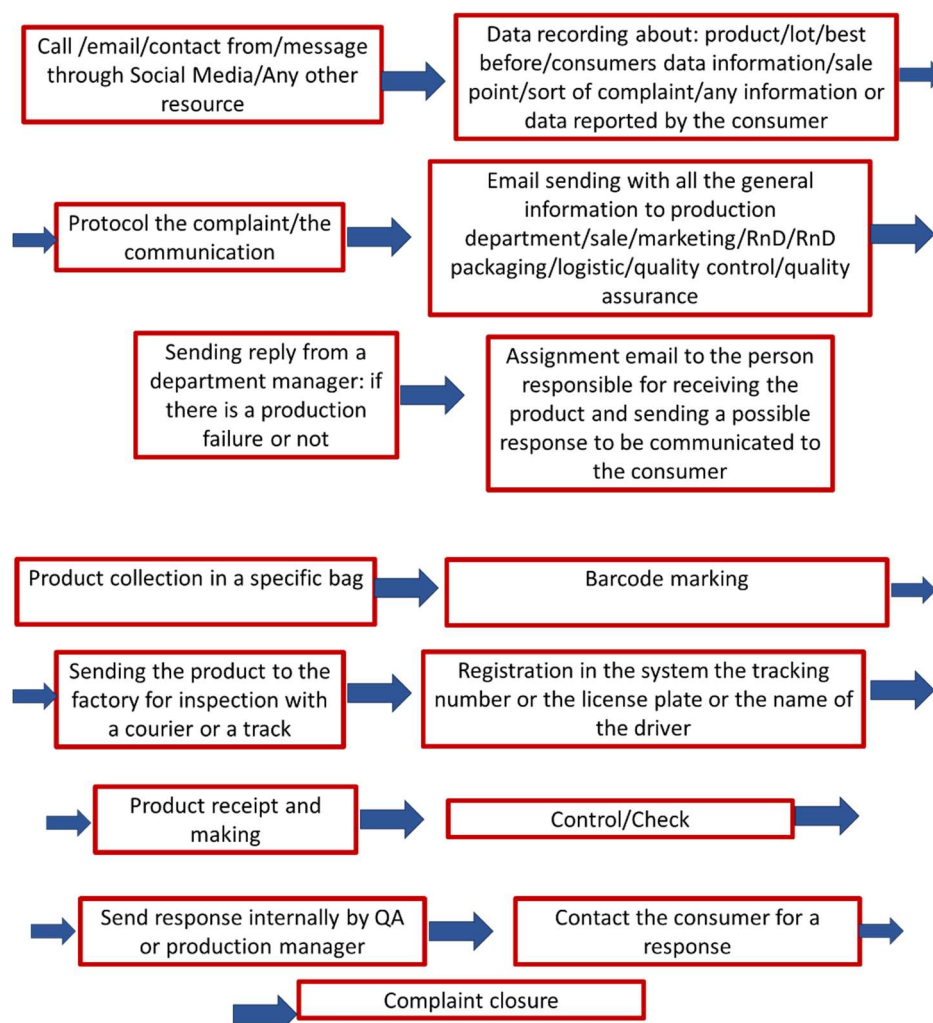 Call /email/contact from/message
through Social Media/Any other
resource
Data recording about: product/lot/best
before/consumers data information/sale
point/sort of complaint/any information or
data reported by the consumer
Protocol the complaint/the
communication
Email sending with all the general
information to production
department/sale/marketing/RnD/RnD
packaging/logistic/quality control/quality
assurance
Sending reply from a
department manager: if
there is a production
failure or not
Assignment email to the person
responsible for receiving the
product and sending a possible
response to be communicated to
the consumer
Product collection in a specific bag
Barcode marking
Sending the product to the
factory for inspection with
a courier or a track
Registration in the system the tracking
number or the license plate or the name of
the driver
Product receipt and
making
Control/Check
Send response internally by QA
or production manager
Contact the consumer for a
response
Complaint closure